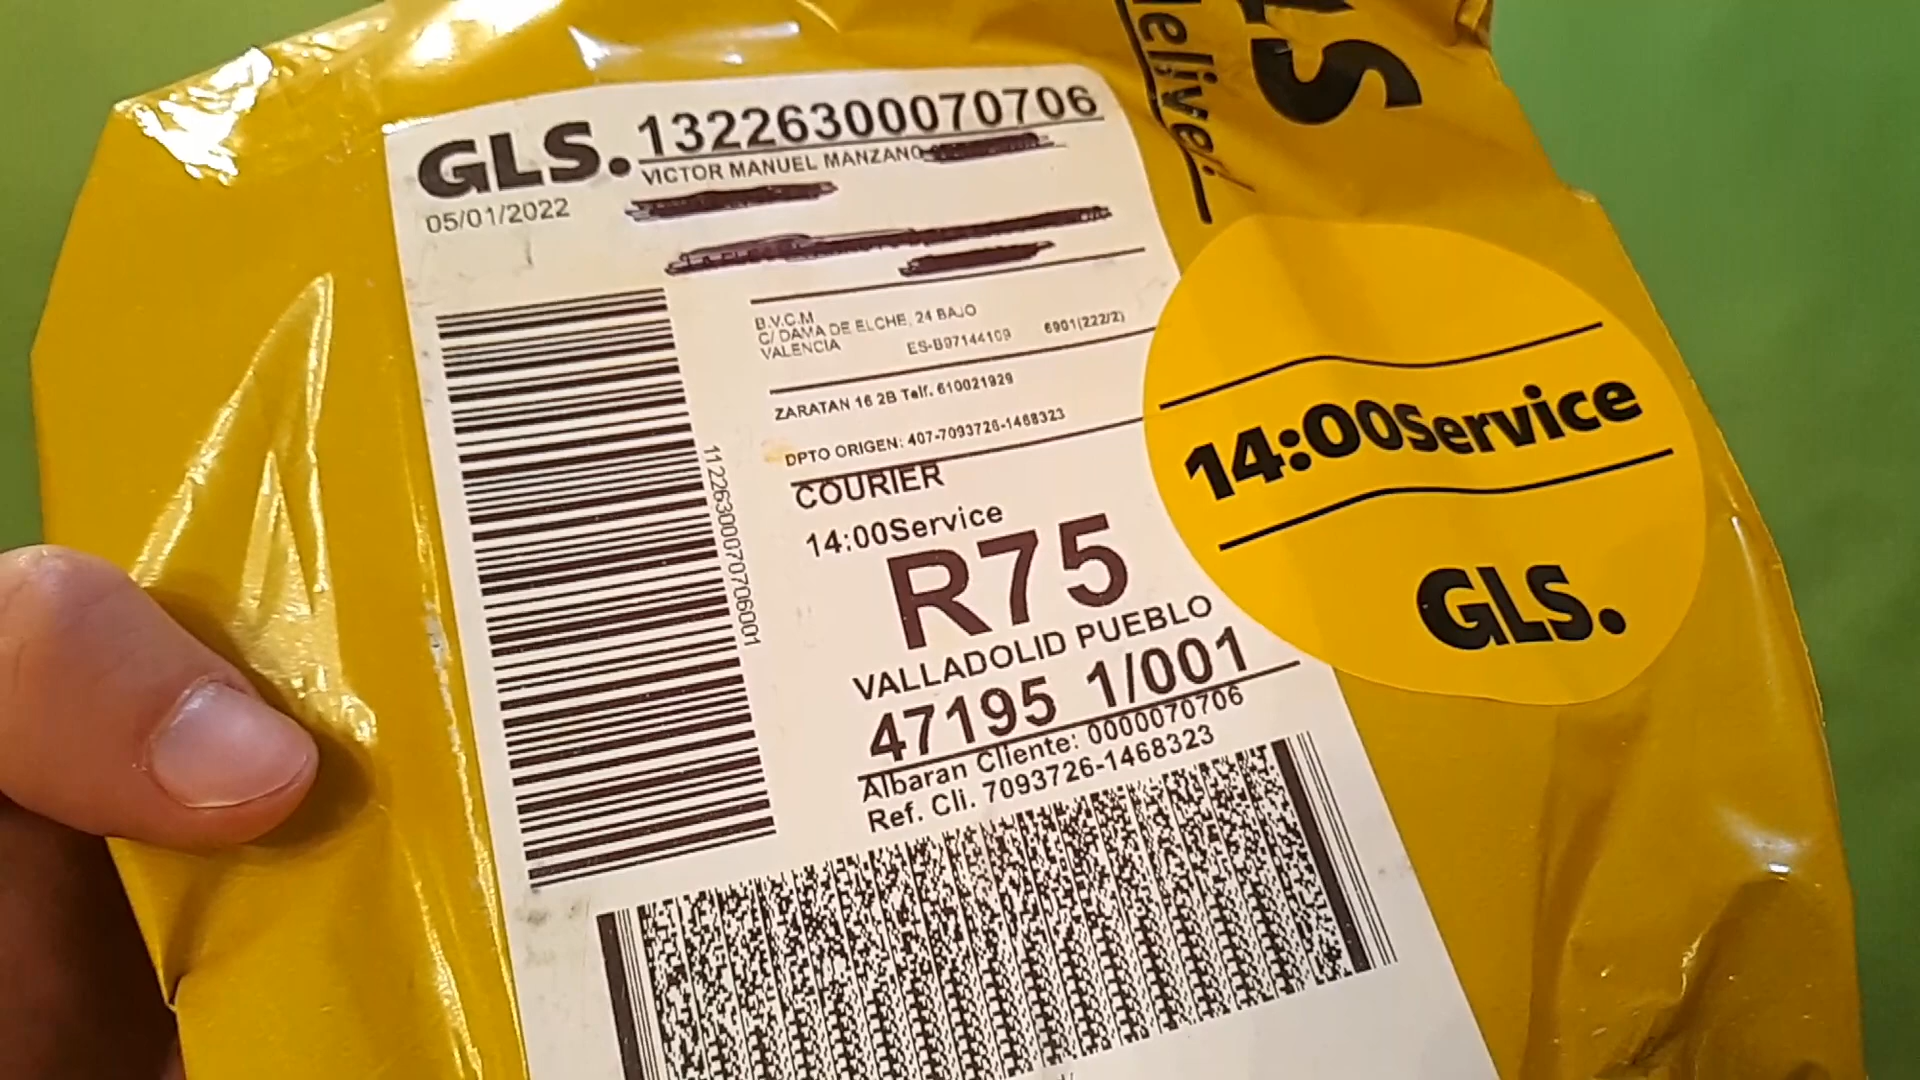 GLS.
13226300070706
VICTOR MANUEL MANZANO
05/01/2022
B.V.C.M
C/ DAMA DE ELCHE, 24 BAJO
VALENCIA ES-B97144109 6901(222/2)
ZARATAN 16 2B Telf. 610021929
DPTO ORIGEN: 407-7093726-1468323
COURIER
14:00Service
R75
VALLADOLID PUEBLO
47195 1/001
Albaran Cliente: 0000070706
Ref. Cli. 7093726-1468323
14:00Service
GLS.